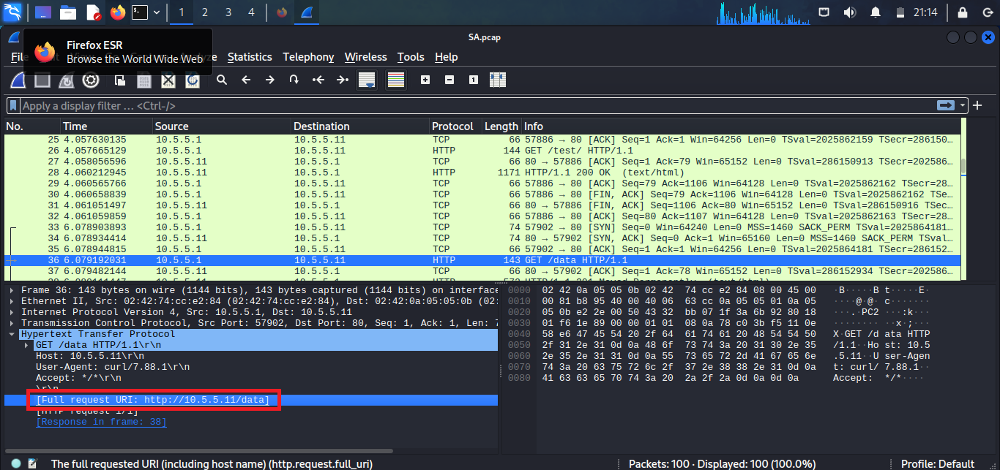 1 2 3 4 21:14
SA.pcap
Firefox ESR
Browse the World Wide Web
Statistics Telephony Wireless Tools Help
Apply a display filter … <Ctrl-/>
No. Time Source Destination Protocol Length Info
25 4.057630135 10.5.5.1 10.5.5.11 TCP 66 57886 → 80 [ACK] Seq=1 Ack=1 Win=64256 Len=0 TSval=2025862159 TSecr=286150…
26 4.057665129 10.5.5.1 10.5.5.11 HTTP 144 GET /test/ HTTP/1.1
27 4.058056596 10.5.5.11 10.5.5.1 TCP 66 80 → 57886 [ACK] Seq=1 Ack=79 Win=65152 Len=0 TSval=286150913 TSecr=202586…
28 4.060212945 10.5.5.11 10.5.5.1 HTTP 1171 HTTP/1.1 200 OK (text/html)
29 4.060565766 10.5.5.1 10.5.5.11 TCP 66 57886 → 80 [ACK] Seq=79 Ack=1106 Win=64128 Len=0 TSval=2025862162 TSecr=28…
30 4.060658839 10.5.5.1 10.5.5.11 TCP 66 57886 → 80 [FIN, ACK] Seq=79 Ack=1106 Win=64128 Len=0 TSval=2025862162 TSe…
31 4.061051497 10.5.5.11 10.5.5.1 TCP 66 80 → 57886 [FIN, ACK] Seq=1106 Ack=80 Win=65152 Len=0 TSval=286150916 TSec…
32 4.061059859 10.5.5.1 10.5.5.11 TCP 66 57886 → 80 [ACK] Seq=80 Ack=1107 Win=64128 Len=0 TSval=2025862163 TSecr=28…
33 6.078903893 10.5.5.1 10.5.5.11 TCP 74 57902 → 80 [SYN] Seq=0 Win=64240 Len=0 MSS=1460 SACK_PERM TSval=2025864181…
34 6.078934414 10.5.5.11 10.5.5.1 TCP 74 80 → 57902 [SYN, ACK] Seq=0 Ack=1 Win=65160 Len=0 MSS=1460 SACK_PERM TSval…
35 6.078944815 10.5.5.1 10.5.5.11 TCP 66 57902 → 80 [ACK] Seq=1 Ack=1 Win=64256 Len=0 TSval=2025864181 TSecr=286152…
36 6.079192031 10.5.5.1 10.5.5.11 HTTP 143 GET /data HTTP/1.1
37 6.079482144 10.5.5.11 10.5.5.1 TCP 66 80 → 57902 [ACK] Seq=1 Ack=78 Win=65152 Len=0 TSval=286152934 TSecr=202586…
Frame 36: 143 bytes on wire (1144 bits), 143 bytes captured (1144 bits) on interface
Ethernet II, Src: 02:42:74:cc:e2:84 (02:42:74:cc:e2:84), Dst: 02:42:0a:05:05:0b (02:
Internet Protocol Version 4, Src: 10.5.5.1, Dst: 10.5.5.11
Transmission Control Protocol, Src Port: 57902, Dst Port: 80, Seq: 1, Ack: 1, Len: 7
Hypertext Transfer Protocol
GET /data HTTP/1.1\r\n
Host: 10.5.5.11\r\n
User-Agent: curl/7.88.1\r\n
Accept: */*\r\n
\r\n
[Full request URI: http://10.5.5.11/data]
[HTTP request 1/1]
[Response in frame: 38]
0000 02 42 0a 05 05 0b 02 42 74 cc e2 84 08 00 45 00 ·B·····B t·····E·
0010 00 81 b8 95 40 00 40 06 63 cc 0a 05 05 01 0a 05 ····@·@· c·······
0020 05 0b e2 2e 00 50 43 32 bb 07 1f 3a 6b 92 80 18 ···.·PC2 ···:k···
0030 01 f6 1e 89 00 00 01 01 08 0a 78 c0 3b f5 11 0e ········ ··x·;···
0040 58 e6 47 45 54 20 2f 64 61 74 61 20 48 54 54 50 X·GET /d ata HTTP
0050 2f 31 2e 31 0d 0a 48 6f 73 74 3a 20 31 30 2e 35 /1.1··Ho st: 10.5
0060 2e 35 2e 31 31 0d 0a 55 73 65 72 2d 41 67 65 6e .5.11··U ser-Agen
0070 74 3a 20 63 75 72 6c 2f 37 2e 38 38 2e 31 0d 0a t: curl/ 7.88.1··
0080 41 63 63 65 70 74 3a 20 2a 2f 2a 0d 0a 0d 0a Accept: */*····
The full requested URI (including host name) (http.request.full_uri) Packets: 100 · Displayed: 100 (100.0%) Profile: Default